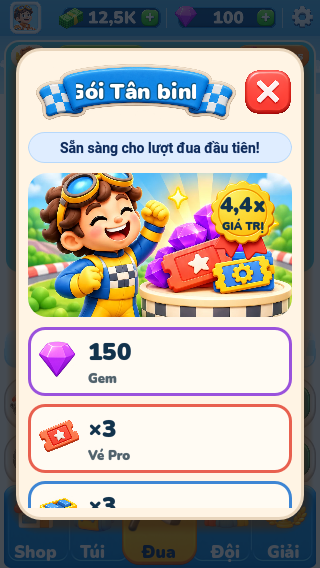 12,5K
100
Gói Tân binh
Sẵn sàng cho lượt đua đầu tiên!
4,4x
GIÁ TRỊ
150
Gem
×3
Vé Pro
×3
Shop
Túi
Đua
Đội
Giải